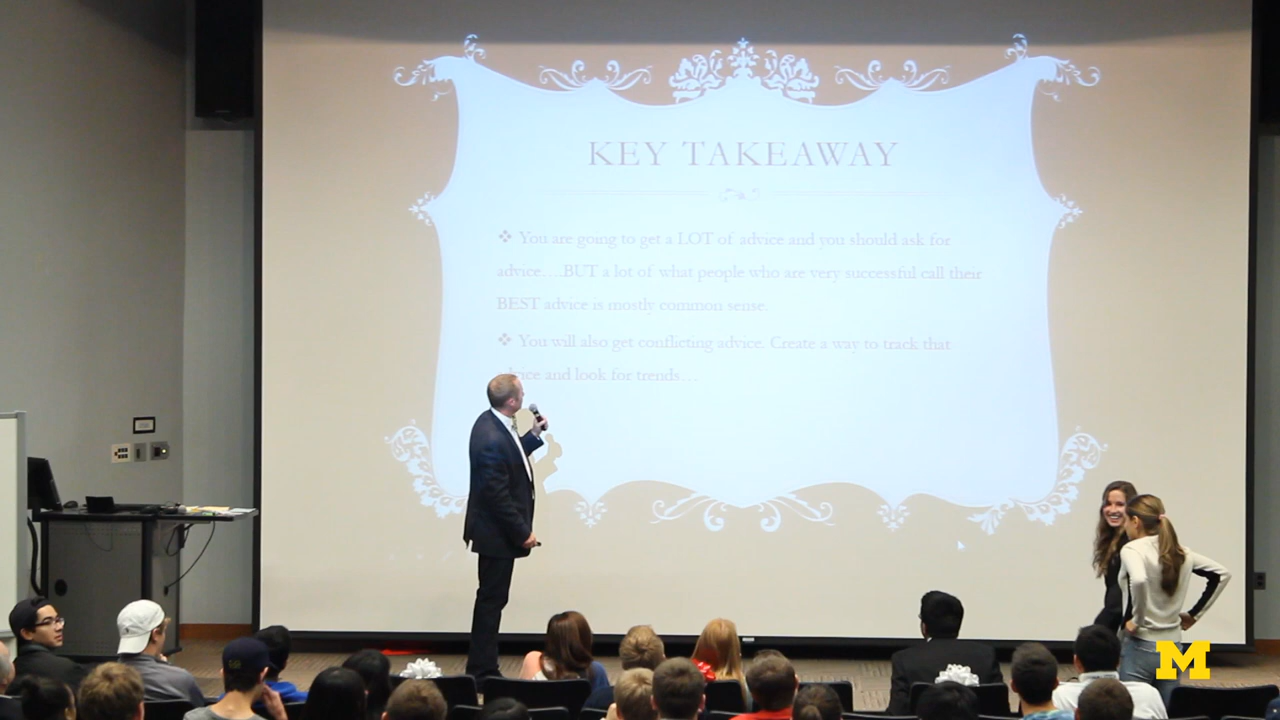 KEY TAKEAWAY
❖ You are going to get a LOT of advice and you should ask for
advice….BUT a lot of what people who are very successful call their
BEST advice is mostly common sense.
❖ You will also get conflicting advice. Create a way to track that
advice and look for trends…
M